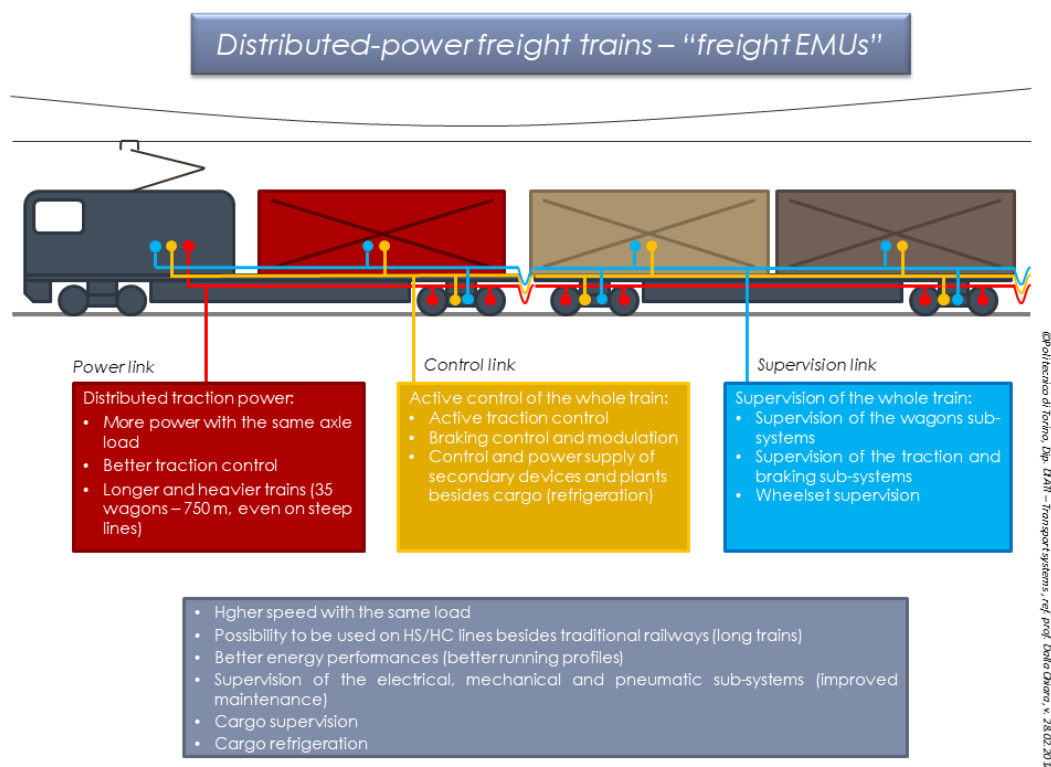 Distributed-power freight trains – “freight EMUs”
Power link
Distributed traction power:
• More power with the same axle
load
• Better traction control
• Longer and heavier trains (35
wagons – 750 m, even on steep
lines)
Control link
Active control of the whole train:
• Active traction control
• Braking control and modulation
• Control and power supply of
secondary devices and plants
besides cargo (refrigeration)
Supervision link
Supervision of the whole train:
• Supervision of the wagons sub-
systems
• Supervision of the traction and
braking sub-systems
• Wheelset supervision
• Hgher speed with the same load
• Possibility to be used on HS/HC lines besides traditional railways (long trains)
• Better energy performances (better running profiles)
• Supervision of the electrical, mechanical and pneumatic sub-systems (improved
maintenance)
• Cargo supervision
• Cargo refrigeration
©Politecnico di Torino, Dip. DIATI – Transport systems, ref. prof. Dalla Chiara, v. 28.02.201